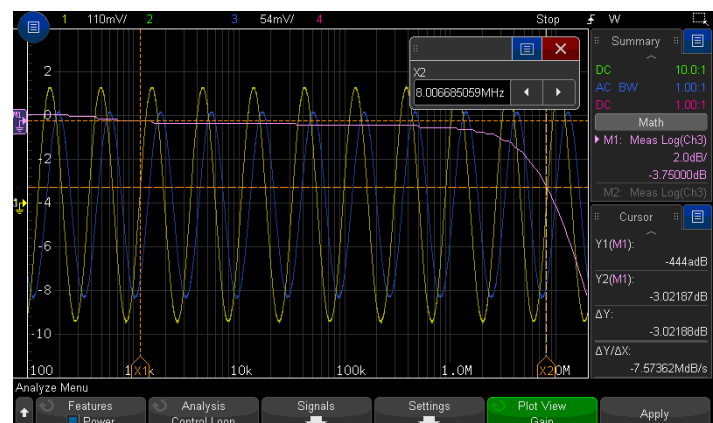 1 110mV/ 2 3 54mV/ 4 Stop W
X2
8.006685059MHz
2
0
-2
-4
-6
-8
-10
100 1 X1 k 10k 100k 1.0M X2 0M
M1
Summary
DC 10.0:1
AC BW 1.00:1
DC 1.00:1
Math
M1: Meas Log(Ch3)
2.0dB/
-3.75000dB
M2: Meas Log(Ch3)
Cursor
Y1(M1):
-444adB
Y2(M1):
-3.02187dB
ΔY:
-3.02188dB
ΔY/ΔX:
-7.57362MdB/s
Analyze Menu
Features
Power
Analysis
Control Loop
Signals
Settings
Plot View
Gain
Apply